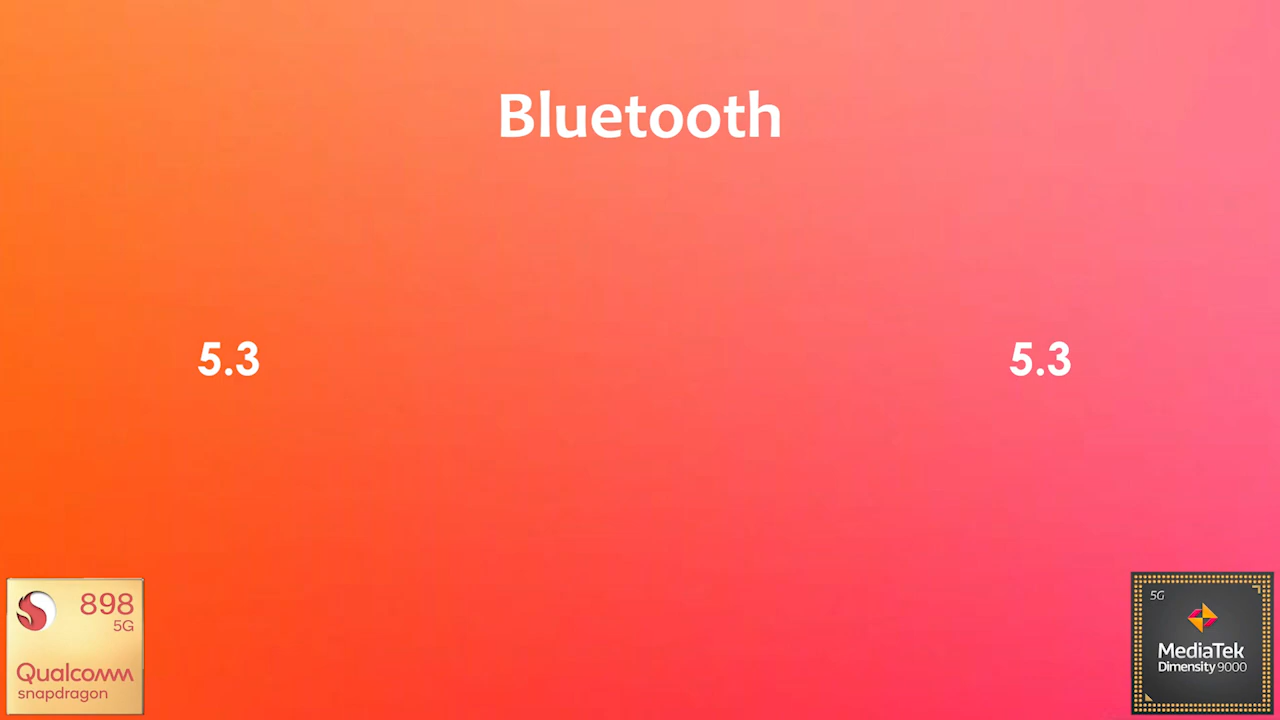 Bluetooth
5.3
5.3
898
5G
Qualcomm
snapdragon
5G
MediaTek
Dimensity 9000